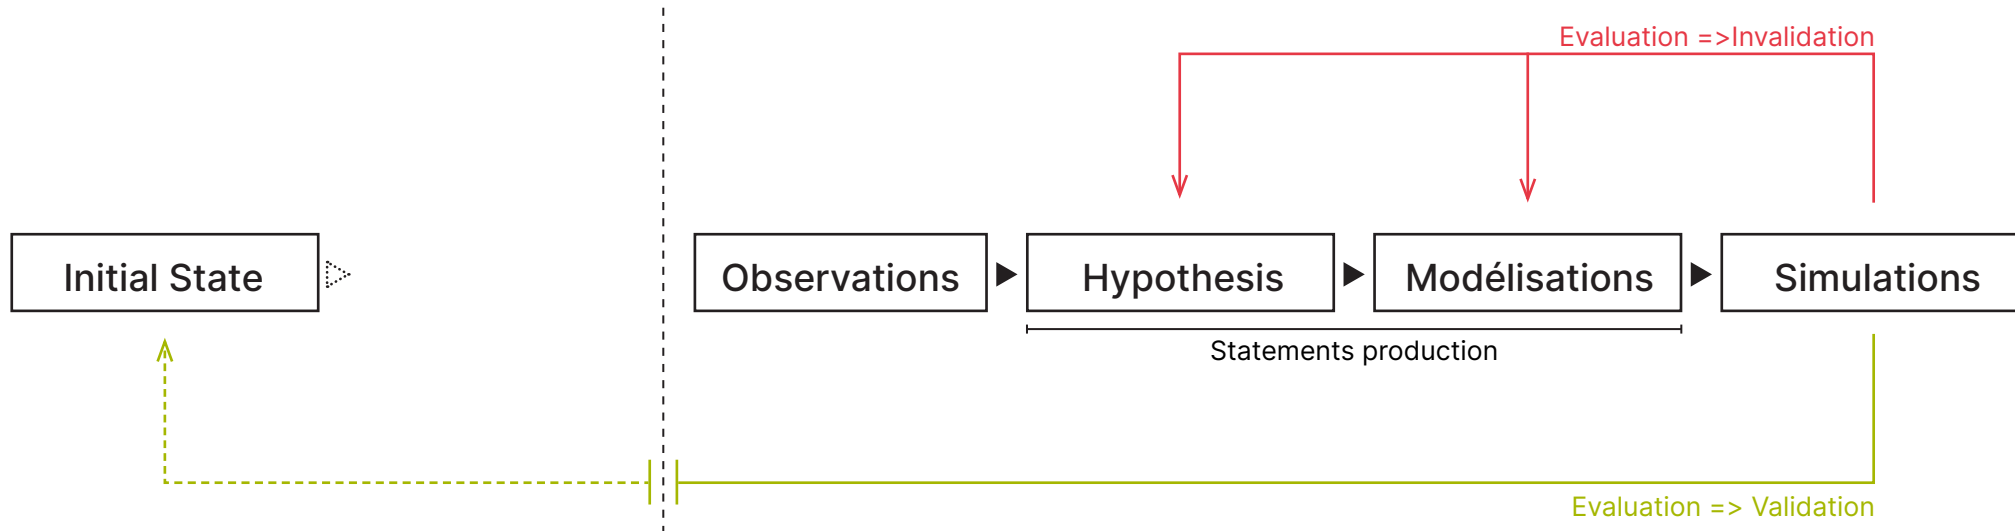 Evaluation =>Invalidation
Initial State
Observations
Hypothesis
Modélisations
Simulations
Statements production
Evaluation => Validation